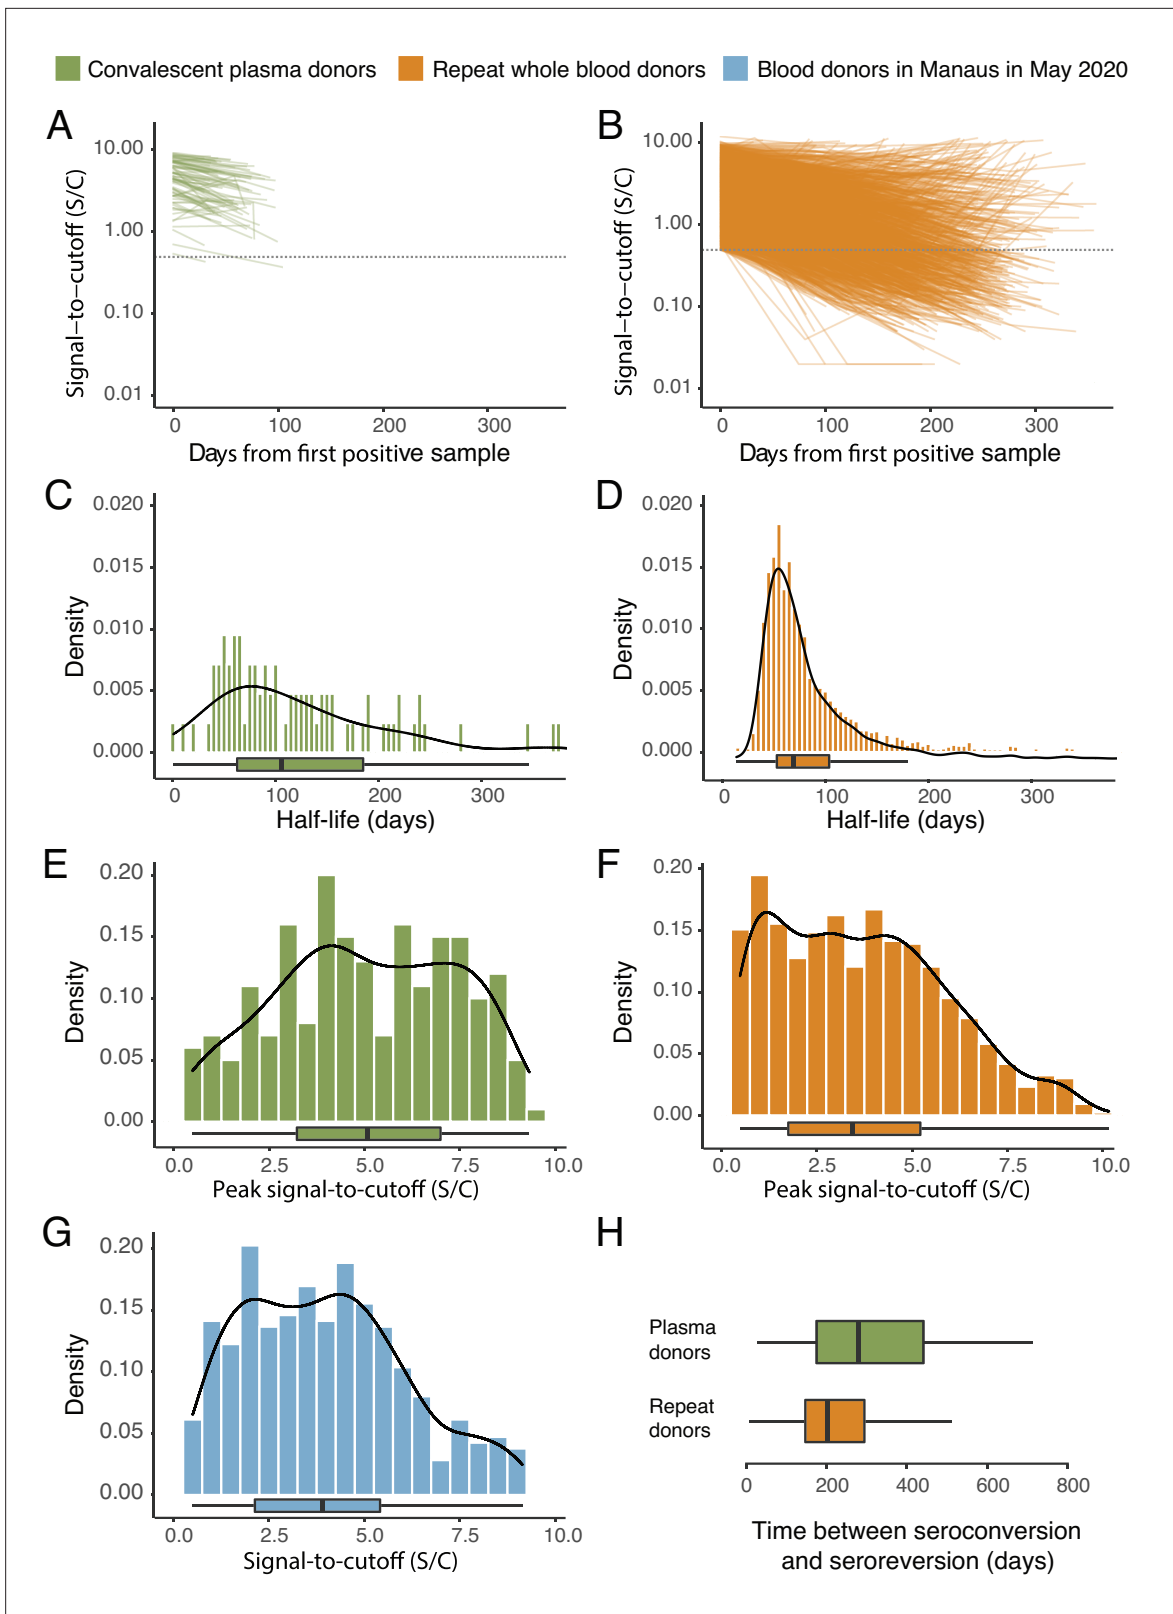 Convalescent plasma donors
Repeat whole blood donors
Blood donors in Manaus in May 2020
A
Signal−to−cutoff (S/C)
10.00
1.00
0.10
0.01
0
100
200
300
Days from first positive sample
B
Signal−to−cutoff (S/C)
10.00
1.00
0.10
0.01
0
100
200
300
Days from first positive sample
C
Density
0.020
0.015
0.010
0.005
0.000
0
100
200
300
Half-life (days)
D
Density
0.020
0.015
0.010
0.005
0.000
0
100
200
300
Half-life (days)
E
Density
0.20
0.15
0.10
0.05
0.00
0.0
2.5
5.0
7.5
10.0
Peak signal-to-cutoff (S/C)
F
Density
0.20
0.15
0.10
0.05
0.00
0.0
2.5
5.0
7.5
10.0
Peak signal-to-cutoff (S/C)
G
Density
0.20
0.15
0.10
0.05
0.00
0.0
2.5
5.0
7.5
10.0
Signal-to-cutoff (S/C)
H
Plasma
donors
Repeat
donors
0
200
400
600
800
Time between seroconversion
and seroreversion (days)